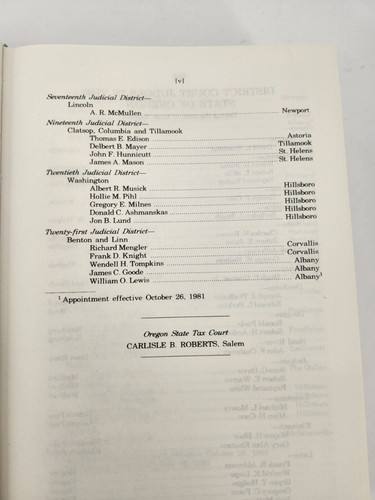 [v]
Seventeenth Judicial District—
Lincoln
A. R. McMullen Newport
Nineteenth Judicial District—
Clatsop, Columbia and Tillamook
Thomas E. Edison Astoria
Delbert B. Mayer Tillamook
John F. Hunnicutt St. Helens
James A. Mason St. Helens
Twentieth Judicial District—
Washington
Albert R. Musick Hillsboro
Hollie M. Pihl Hillsboro
Gregory E. Milnes Hillsboro
Donald C. Ashmanskas Hillsboro
Jon B. Lund Hillsboro
Twenty-first Judicial District—
Benton and Linn
Richard Mengler Corvallis
Frank D. Knight Corvallis
Wendell H. Tompkins Albany
James C. Goode Albany
William O. Lewis Albany¹
¹ Appointment effective October 26, 1981
Oregon State Tax Court
CARLISLE B. ROBERTS, Salem